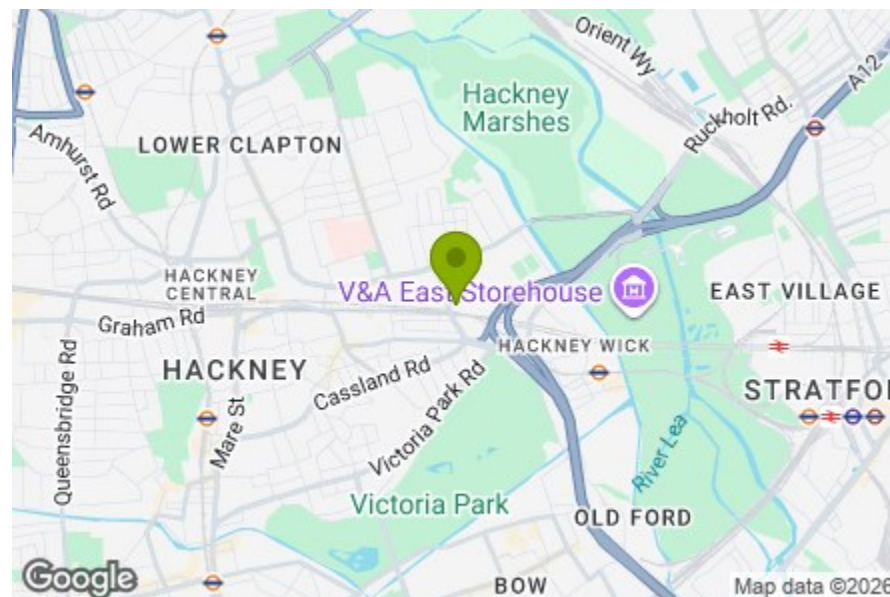 Orient Wy
A12
Hackney
Marshes
Ruckholt Rd.
Amhurst Rd
LOWER CLAPTON
HACKNEY
CENTRAL
V&A East Storehouse
EAST VILLAGE
Graham Rd
HACKNEY WICK
HACKNEY
Cassland Rd
STRATFOR
Queensbridge Rd
Mare St
Victoria Park Rd
River Lea
Victoria Park
OLD FORD
Google
BOW
Map data ©2026